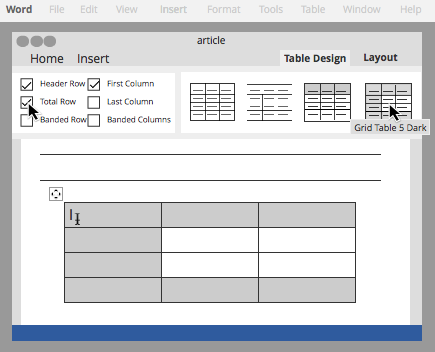 Word File Edit View Insert Format Tools Table Window Help
article
Home Insert Table Design Layout
Header Row First Column
Total Row Last Column
Banded Row Banded Columns
Grid Table 5 Dark